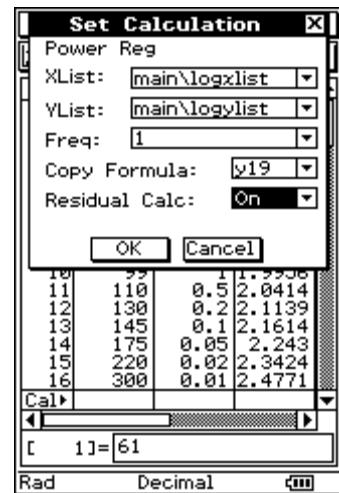 Set Calculation
Power Reg
XList: main\logxlist
YList: main\logylist
Freq: 1
Copy Formula: y19
Residual Calc: On
OK Cancel
10 99 1 1.9956
11 110 0.5 2.0414
12 130 0.2 2.1139
13 145 0.1 2.1614
14 175 0.05 2.243
15 220 0.02 2.3424
16 300 0.01 2.4771
Cal
[ 1]= 61
Rad Decimal